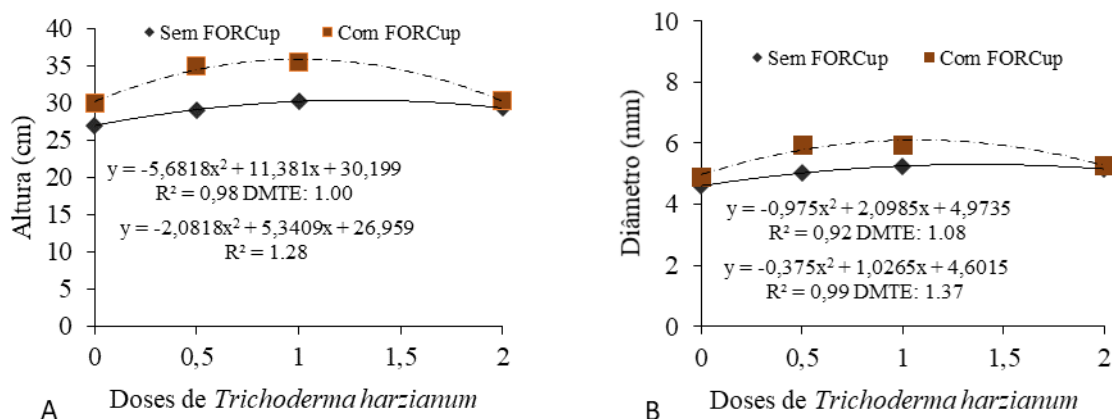 Sem FORCup Com FORCup
Altura (cm)
40
35
30
25
20
15
10
5
0
y = -5,6818x² + 11,381x + 30,199
R² = 0,98 DMTE: 1.00
y = -2,0818x² + 5,3409x + 26,959
R² = 1.28
0 0,5 1 1,5 2
Doses de Trichoderma harzianum
A
Sem FORCup Com FORCup
Diâmetro (mm)
10
8
6
4
2
0
y = -0,975x² + 2,0985x + 4,9735
R² = 0,92 DMTE: 1.08
y = -0,375x² + 1,0265x + 4,6015
R² = 0,99 DMTE: 1.37
0 0,5 1 1,5 2
Doses de Trichoderma harzianum
B